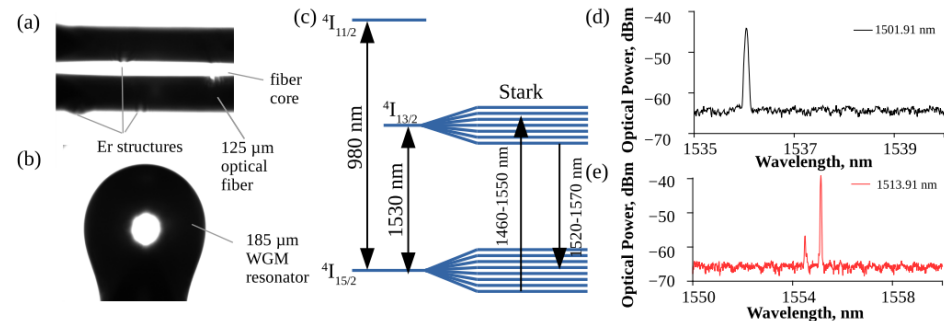 (a)
fiber
core
Er structures
125 µm
optical
fiber
(b)
185 µm
WGM
resonator
(c)
⁴I₁₁/₂
980 nm
⁴I₁₃/₂
1530 nm
Stark
1460-1550 nm
1520-1570 nm
⁴I₁₅/₂
(d)
Optical Power, dBm
−40
−50
−60
−70
1501.91 nm
1535
1537
1539
Wavelength, nm
(e)
Optical Power, dBm
−40
−50
−60
−70
1513.91 nm
1550
1554
1558
Wavelength, nm